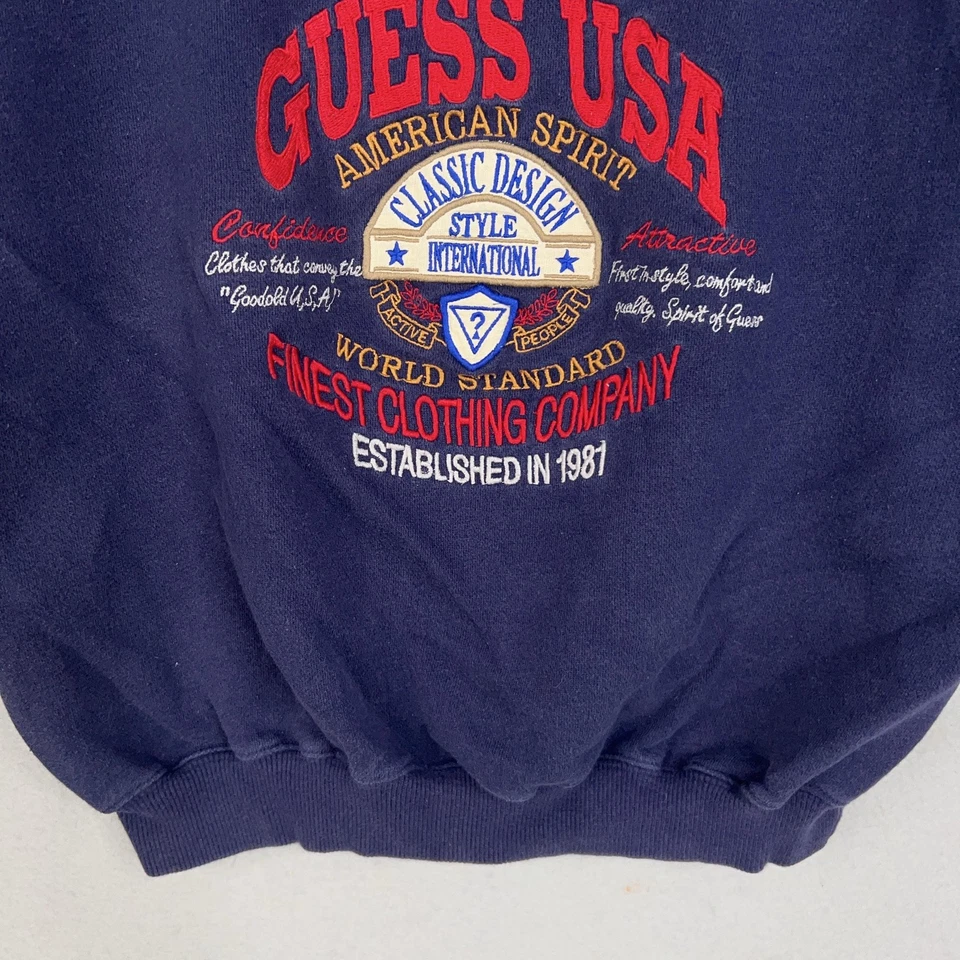 GUESS USA
AMERICAN SPIRIT
CLASSIC DESIGN
STYLE
INTERNATIONAL
Confidence
Clothes that convey the
"Goodold U,S,A,"
Attractive
First in style, comfort and
quality. Spirit of Guess
ACTIVE
?
PEOPLE
WORLD STANDARD
FINEST CLOTHING COMPANY
ESTABLISHED IN 1981